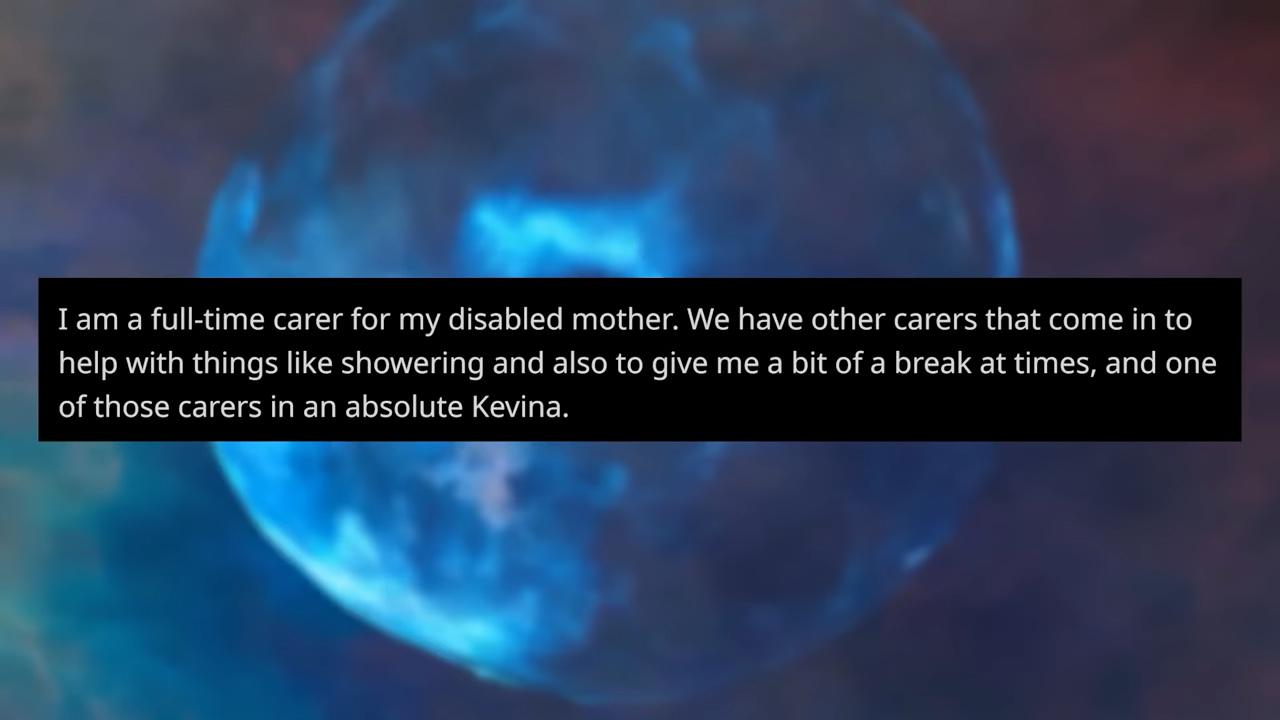 I am a full-time carer for my disabled mother. We have other carers that come in to
help with things like showering and also to give me a bit of a break at times, and one
of those carers in an absolute Kevina.